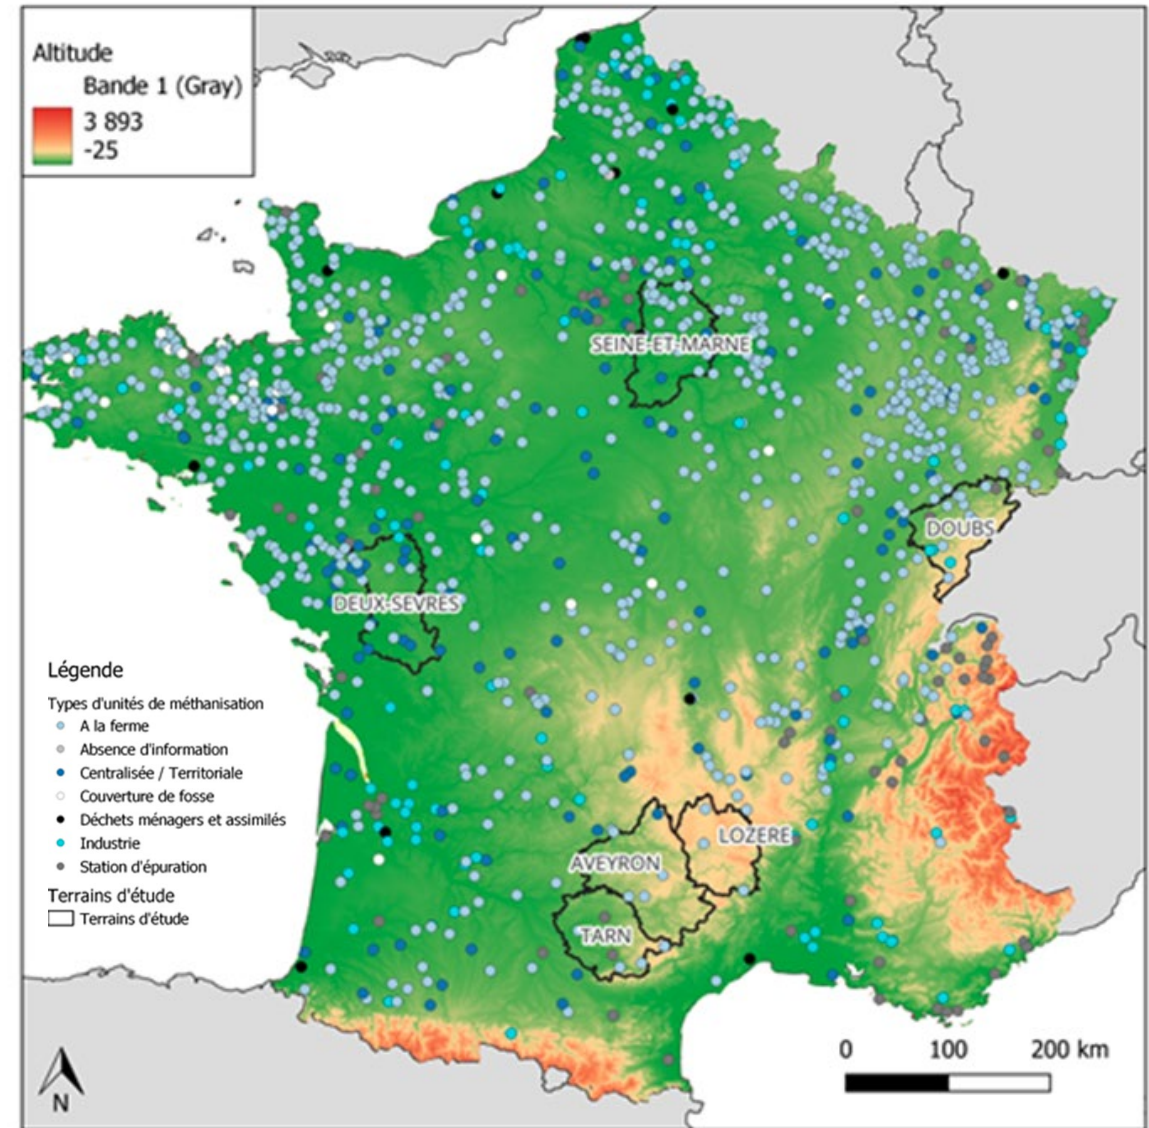 Altitude
Bande 1 (Gray)
3 893
-25
SEINE-ET-MARNE
DOUBS
DEUX-SEVRES
Légende
Types d'unités de méthanisation
A la ferme
Absence d'information
Centralisée / Territoriale
Couverture de fosse
Déchets ménagers et assimilés
Industrie
Station d'épuration
Terrains d'étude
Terrains d'étude
LOZERE
AVEYRON
TARN
0 100 200 km
N